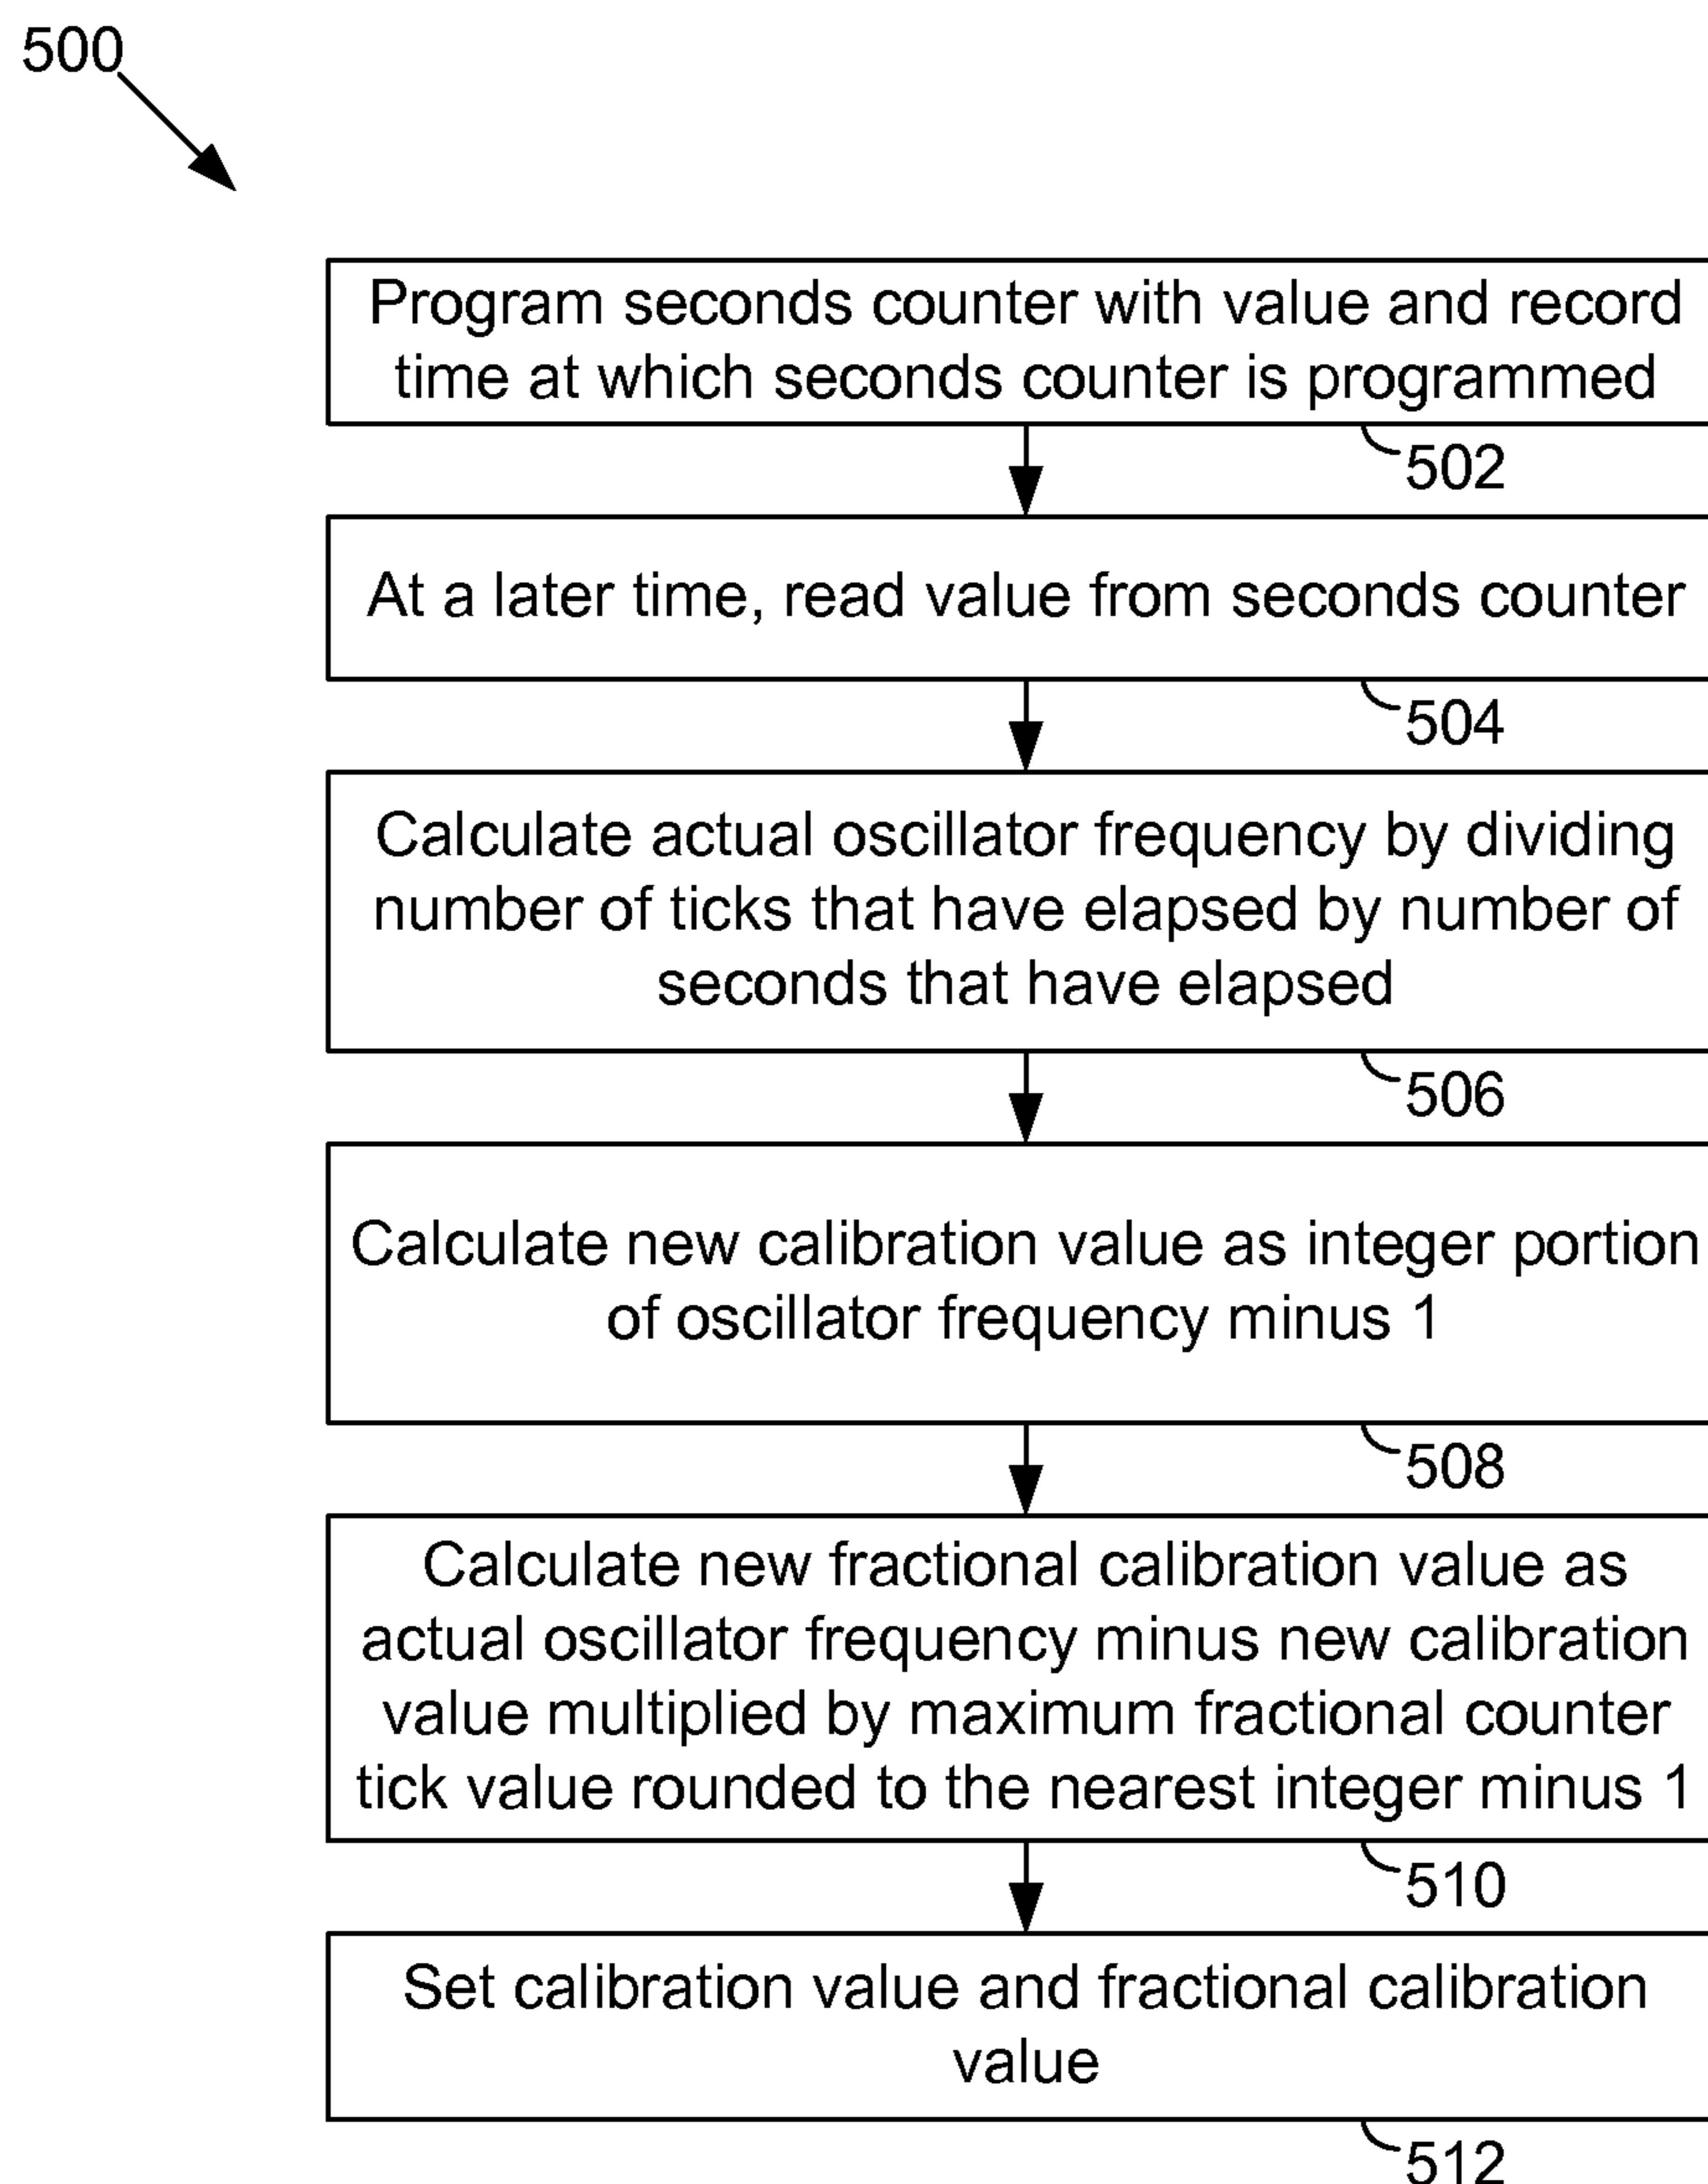 500
Program seconds counter with value and record
time at which seconds counter is programmed
502
At a later time, read value from seconds counter
504
Calculate actual oscillator frequency by dividing
number of ticks that have elapsed by number of
seconds that have elapsed
506
Calculate new calibration value as integer portion
of oscillator frequency minus 1
508
Calculate new fractional calibration value as
actual oscillator frequency minus new calibration
value multiplied by maximum fractional counter
tick value rounded to the nearest integer minus 1
510
Set calibration value and fractional calibration
value
512